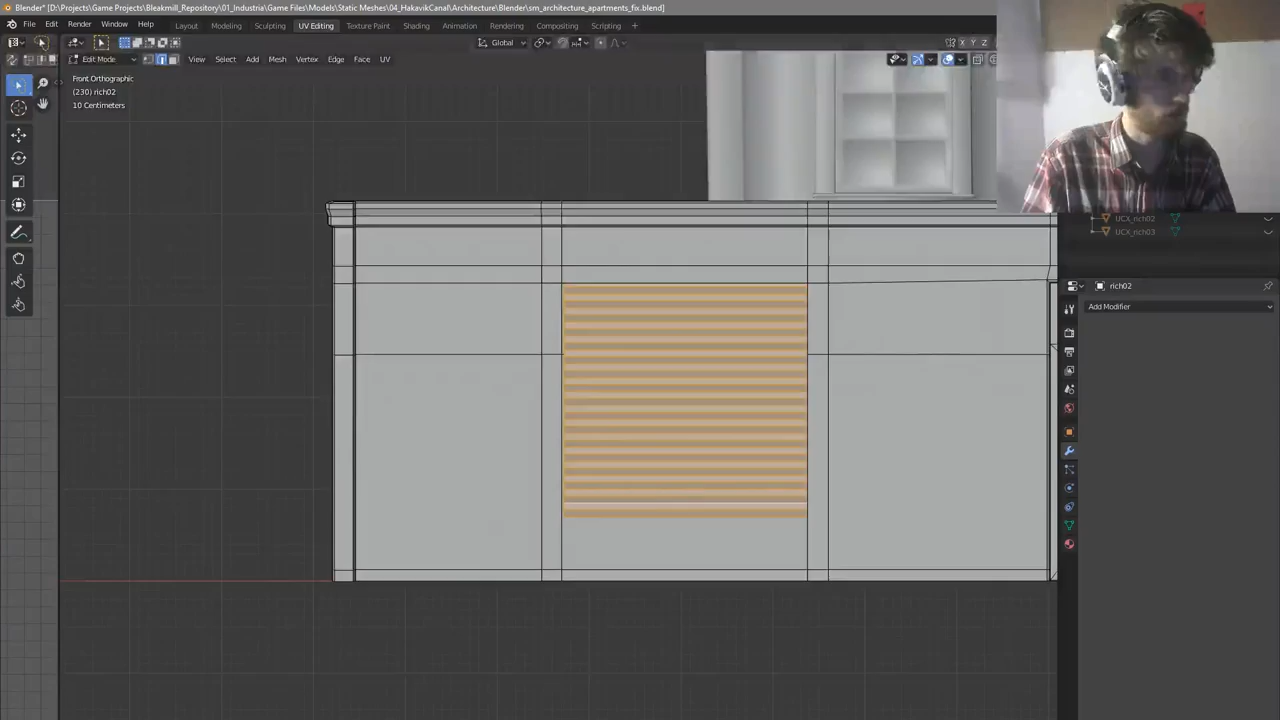 Blender* [D:\Projects\Game Projects\Bleakmill_Repository\01_Industria\Game Files\Models\Static Meshes\04_HakavikCanal\Architecture\Blender\sm_architecture_apartments_fix.blend]
File Edit Render Window Help Layout Modeling Sculpting UV Editing Texture Paint Shading Animation Rendering Compositing Scripting +
Global X Y Z
Edit Mode View Select Add Mesh Vertex Edge Face UV
Front Orthographic
(230) rich02
10 Centimeters
UCX_rich02
UCX_rich03
rich02
Add Modifier